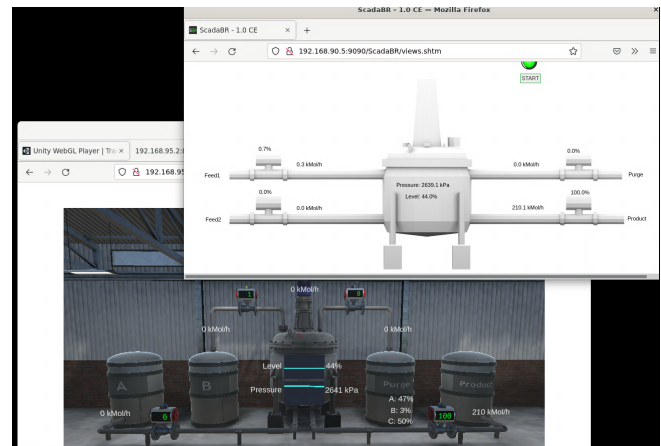 ScadaBR - 1.0 CE — Mozilla Firefox
ScadaBR - 1.0 CE
192.168.90.5:9090/ScadaBR/views.shtm
START
0.7%
0.0%
0.3 kMol/h
0.0 kMol/h
Feed1
Purge
Pressure: 2639.1 kPa
0.0%
Level: 44.0%
100.0%
0.0 kMol/h
210.1 kMol/h
Feed2
Product
Unity WebGL Player | Tra
192.168.95.2:
192.168.95
0 kMol/h
1
0
0 kMol/h
0 kMol/h
Level
44%
A
B
Purge
Product
Pressure
2641 kPa
A: 47%
B: 3%
C: 50%
0 kMol/h
0
100
210 kMol/h